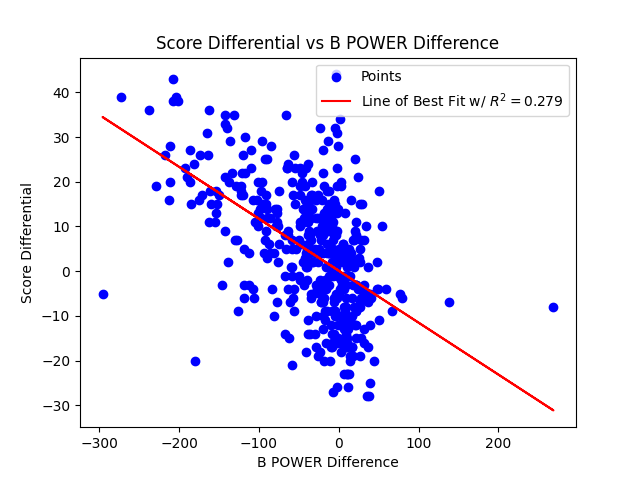 Score Differential vs B POWER Difference
Points
Line of Best Fit w/ R² = 0.279
40
30
20
10
0
−10
−20
−30
Score Differential
−300
−200
−100
0
100
200
B POWER Difference